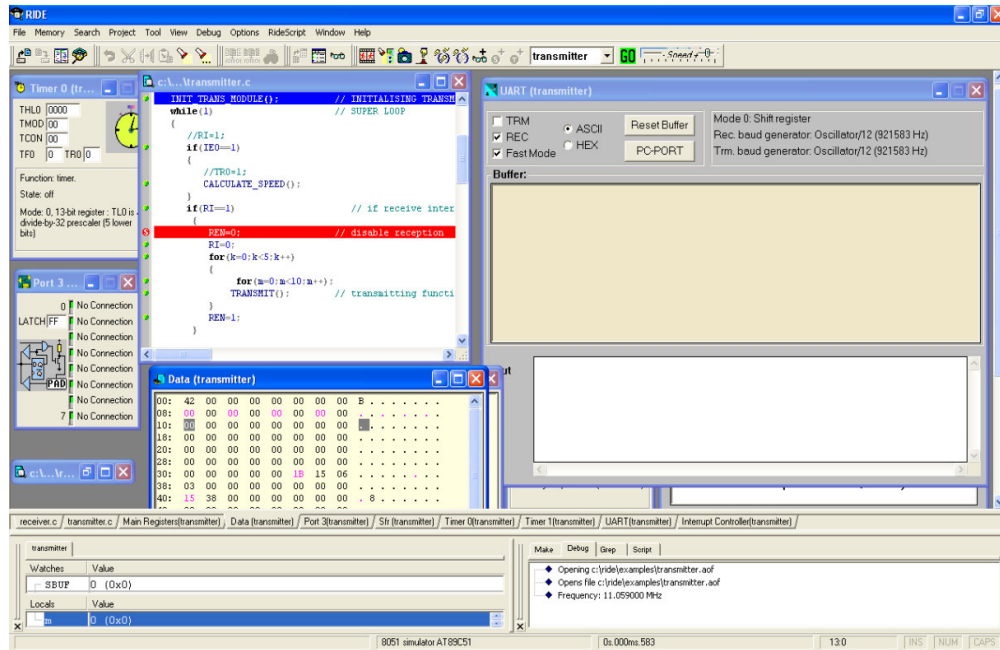 RIDE
File Memory Search Project Tool View Debug Options RideScript Window Help
transmitter GO Speed
Timer 0 (tr...
THL0 0000
TMOD 00
TCON 00
TF0 0 TR0 0
Function: timer.
State: off
Mode: 0, 13-bit register : TL0 is
divide-by-32 prescaler (5 lower
bits)
Port 3 ...
0 No Connection
LATCH FF No Connection
No Connection
No Connection
No Connection
PAD No Connection
No Connection
7 No Connection
c:\...\r...
c:\...\transmitter.c
INIT_TRANS_MODULE(); // INITIALISING TRANSM
while(1) // SUPER LOOP
{
//RI=1;
if(IE0==1)
{
//TR0=1;
CALCULATE_SPEED();
}
if(RI==1) // if receive inter
{
REN=0; // disable reception
RI=0;
for(k=0;k<5;k++)
{
for(m=0;m<10;m++);
TRANSMIT(); // transmitting functi
}
REN=1;
}
Data (transmitter)
00: 42 00 00 00 00 00 00 00 B . . . . . . .
08: 00 00 00 00 00 00 00 00 . . . . . . . .
10: 00 00 00 00 00 00 00 00 . . . . . . . .
18: 00 00 00 00 00 00 00 00 . . . . . . . .
20: 00 00 00 00 00 00 00 00 . . . . . . . .
28: 00 00 00 00 00 00 00 00 . . . . . . . .
30: 00 00 00 00 00 1B 15 06 . . . . . . . .
38: 03 00 00 00 00 00 00 00 . . . . . . . .
40: 15 38 00 00 00 00 00 00 . 8 . . . . . .
UART (transmitter)
TRM
REC
Fast Mode
ASCII
HEX
Reset Buffer
PC-PORT
Mode 0: Shift register
Rec. baud generator: Oscillator/12 (921583 Hz)
Trm. baud generator: Oscillator/12 (921583 Hz)
Buffer:
ut
receiver.c / transmitter.c / Main Registers(transmitter) / Data (transmitter) / Port 3(transmitter) / Sfr (transmitter) / Timer 0(transmitter) / Timer 1(transmitter) / UART(transmitter) / Interrupt Controller(transmitter) /
transmitter
Watches Value
SBUF 0 (0x0)
Locals Value
m 0 (0x0)
Make Debug Grep Script
Opening c:\ride\examples\transmitter.aof
Opens file c:\ride\examples\transmitter.aof
Frequency: 11.059000 MHz
8051 simulator AT89C51 0s.000ms.583 13:0 INS NUM CAPS